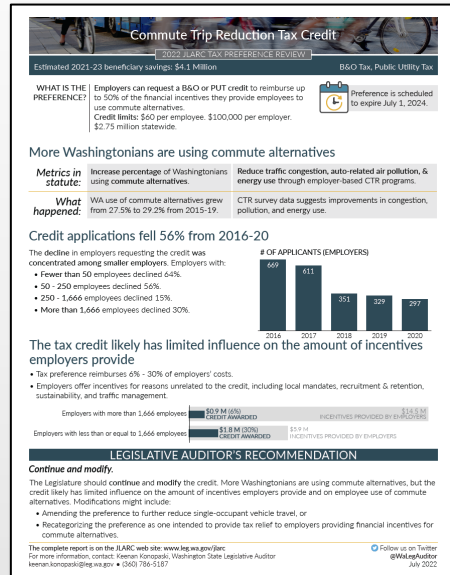 Commute Trip Reduction Tax Credit
2022 JLARC TAX PREFERENCE REVIEW
Estimated 2021-23 beneficiary savings: $4.1 Million
B&O Tax, Public Utility Tax
WHAT IS THE
PREFERENCE?
Employers can request a B&O or PUT credit to reimburse up
to 50% of the financial incentives they provide employees to
use commute alternatives.
Credit limits: $60 per employee. $100,000 per employer.
$2.75 million statewide.
Preference is scheduled
to expire July 1, 2024.
More Washingtonians are using commute alternatives
Metrics in
statute:
Increase percentage of Washingtonians
using commute alternatives.
Reduce traffic congestion, auto-related air pollution, &
energy use through employer-based CTR programs.
What
happened:
WA use of commute alternatives grew
from 27.5% to 29.2% from 2015-19.
CTR survey data suggests improvements in congestion,
pollution, and energy use.
Credit applications fell 56% from 2016-20
The decline in employers requesting the credit was
concentrated among smaller employers. Employers with:
• Fewer than 50 employees declined 64%.
• 50 - 250 employees declined 56%.
• 250 - 1,666 employees declined 15%.
• More than 1,666 employees declined 30%.
# OF APPLICANTS (EMPLOYERS)
669
611
351
329
297
2016 2017 2018 2019 2020
The tax credit likely has limited influence on the amount of incentives
employers provide
• Tax preference reimburses 6% - 30% of employers' costs.
• Employers offer incentives for reasons unrelated to the credit, including local mandates, recruitment & retention,
sustainability, and traffic management.
Employers with more than 1,666 employees
$0.9 M (6%)
CREDIT AWARDED
$14.5 M
INCENTIVES PROVIDED BY EMPLOYERS
Employers with less than or equal to 1,666 employees
$1.8 M (30%)
CREDIT AWARDED
$5.9 M
INCENTIVES PROVIDED BY EMPLOYERS
LEGISLATIVE AUDITOR'S RECOMMENDATION
Continue and modify.
The Legislature should continue and modify the credit. More Washingtonians are using commute alternatives, but the
credit likely has limited influence on the amount of incentives employers provide and on employee use of commute
alternatives. Modifications might include:
• Amending the preference to further reduce single-occupant vehicle travel, or
• Recategorizing the preference as one intended to provide tax relief to employers providing financial incentives for
commute alternatives.
The complete report is on the JLARC web site: www.leg.wa.gov/jlarc
For more information, contact: Keenan Konopaski, Washington State Legislative Auditor
keenan.konopaski@leg.wa.gov • (360) 786-5187
Follow us on Twitter
@WaLegAuditor
July 2022